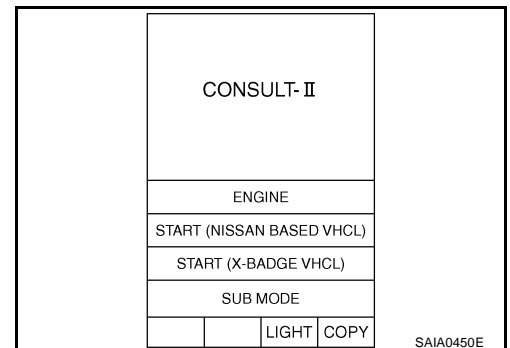 CONSULT-Ⅱ
ENGINE
START (NISSAN BASED VHCL)
START (X-BADGE VHCL)
SUB MODE
LIGHT COPY
SAIA0450E